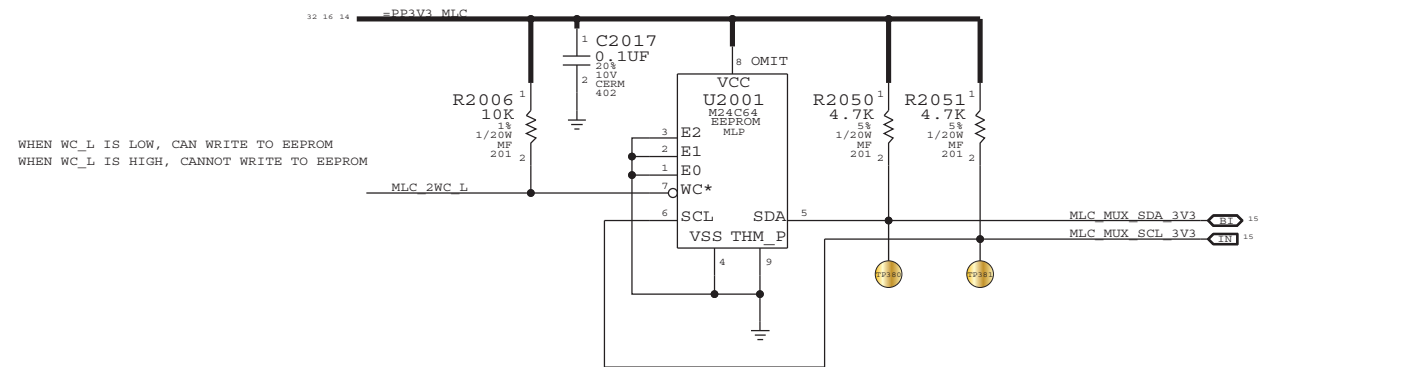 32 16 14 =PP3V3_MLC
1 C2017
0.1UF
20%
10V
CERM
402
2
8 OMIT
VCC
U2001
M24C64
EEPROM
MLP
R2006 1
10K
1%
1/20W
MF
201
2
R2050 1
4.7K
5%
1/20W
MF
201
2
R2051 1
4.7K
5%
1/20W
MF
201
2
WHEN WC_L IS LOW, CAN WRITE TO EEPROM
WHEN WC_L IS HIGH, CANNOT WRITE TO EEPROM
3 E2
2 E1
1 E0
MLC_2WC_L 7 WC*
6 SCL SDA 5
VSS THM_P
4 9
MLC_MUX_SDA_3V3 BI 15
MLC_MUX_SCL_3V3 IN 15
TP380 TP381